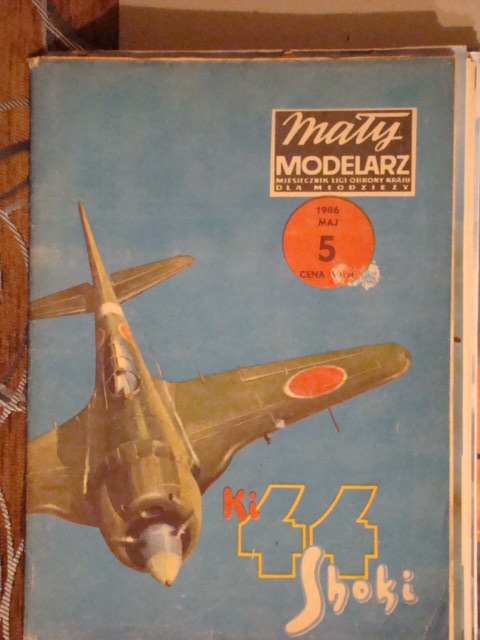 Mały
MODELARZ
MIESIĘCZNIK LIGI OBRONY KRAJU
DLA MŁODZIEŻY
1986
MAJ
5
CENA
Ki
44
Shoki